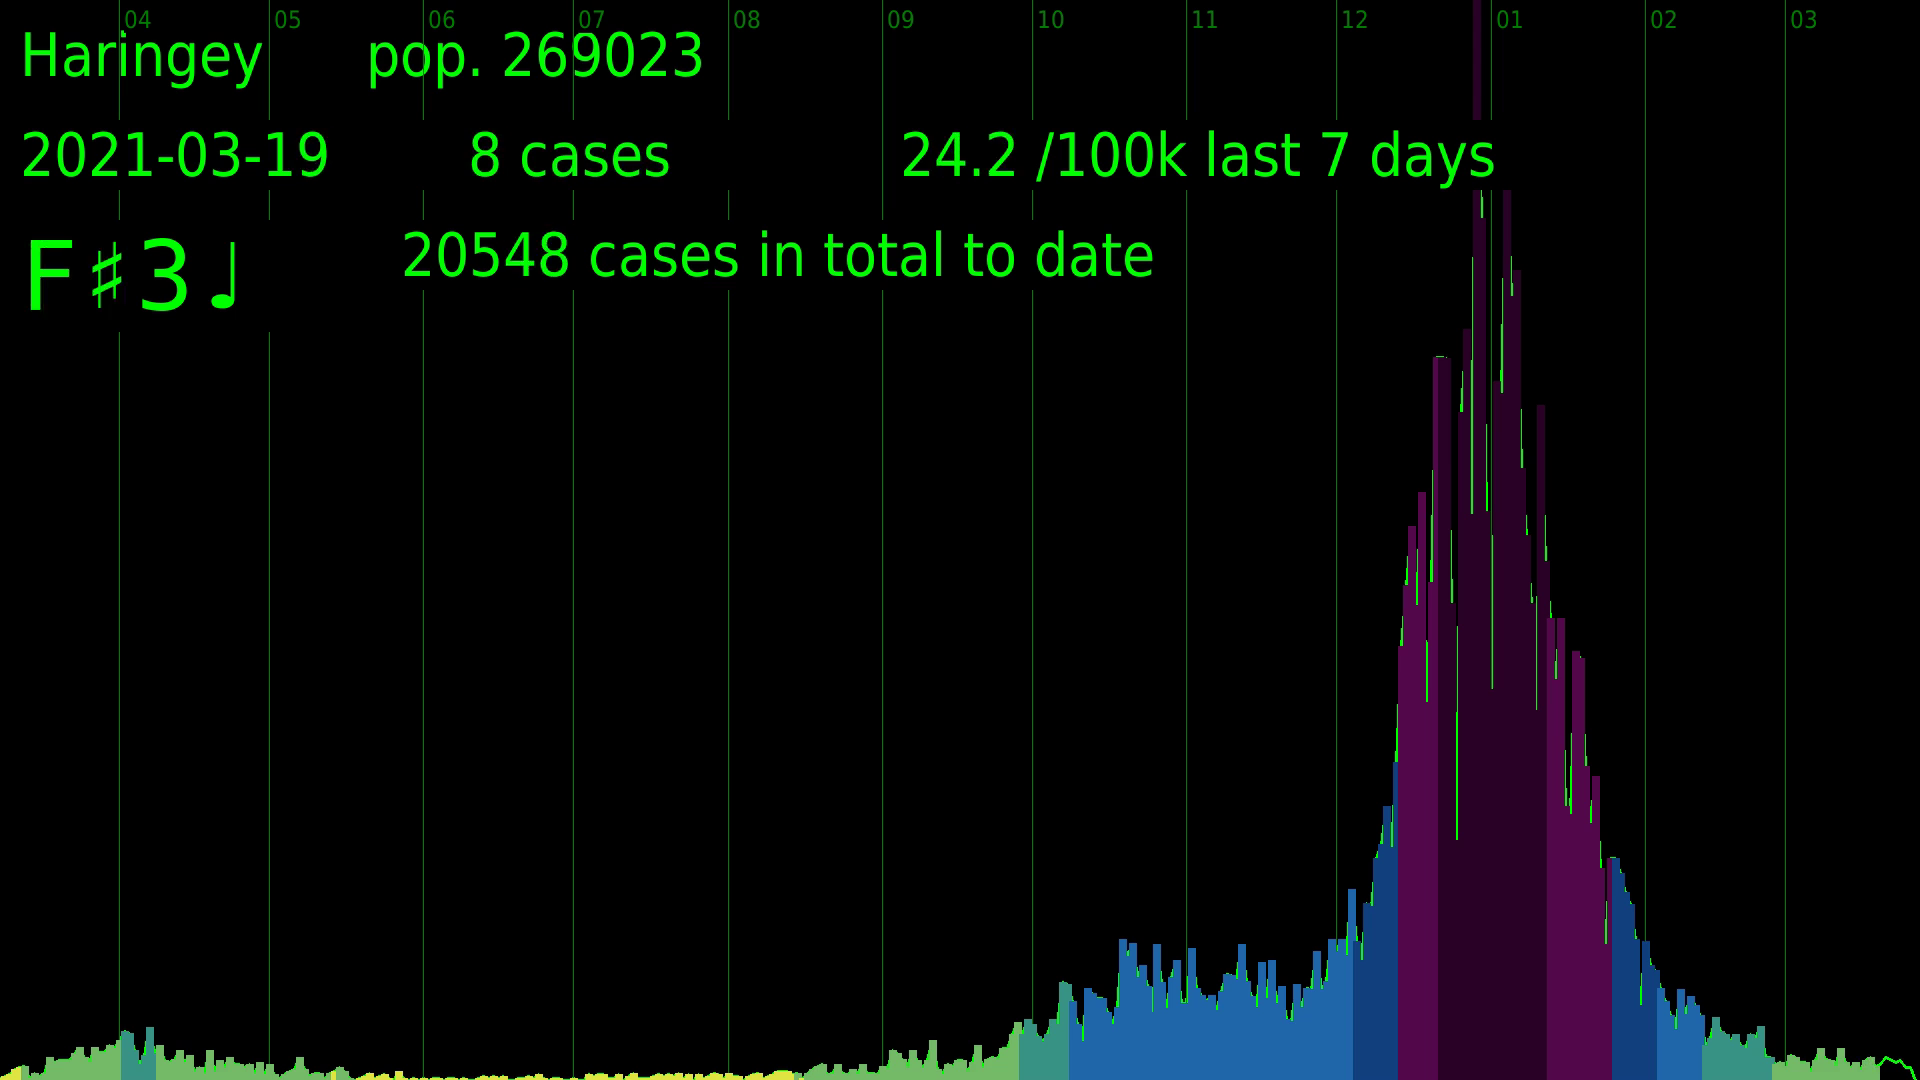 04 05 06 07 08 09 10 11 12 01 02 03
Haringey pop. 269023
2021-03-19 8 cases 24.2 /100k last 7 days
F♯3♩ 20548 cases in total to date